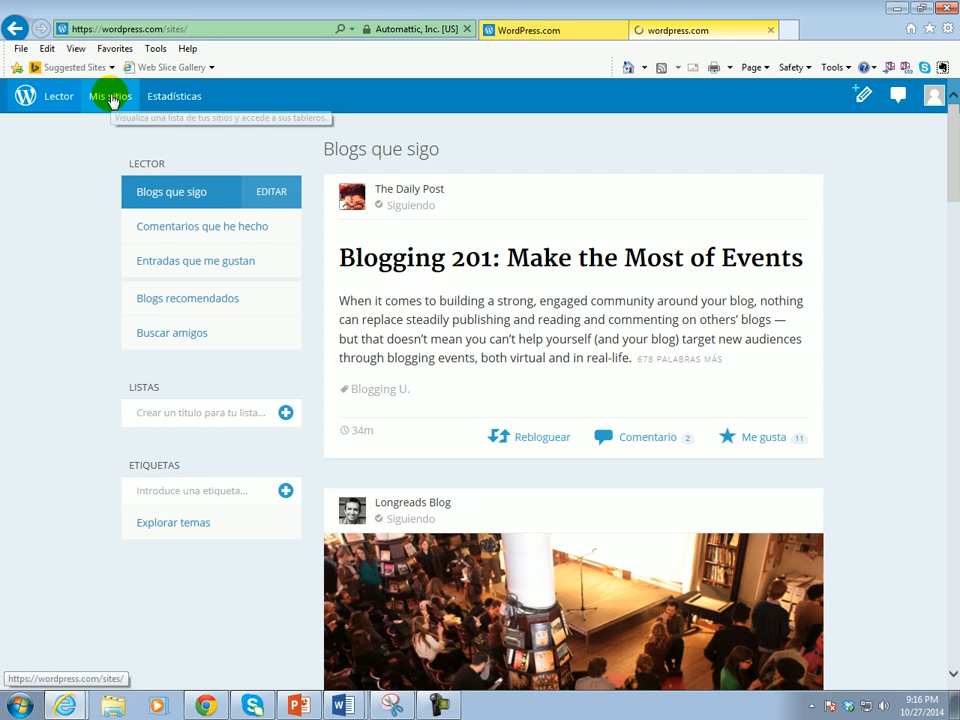 https://wordpress.com/sites/
Automattic, Inc. [US]
WordPress.com
wordpress.com
File Edit View Favorites Tools Help
Suggested Sites Web Slice Gallery
Page Safety Tools
Lector Mis sitios Estadísticas
Visualiza una lista de tus sitios y accede a sus tableros.
LECTOR
Blogs que sigo EDITAR
Comentarios que he hecho
Entradas que me gustan
Blogs recomendados
Buscar amigos
LISTAS
Crear un título para tu lista...
ETIQUETAS
Introduce una etiqueta...
Explorar temas
Blogs que sigo
The Daily Post
Siguiendo
Blogging 201: Make the Most of Events
When it comes to building a strong, engaged community around your blog, nothing
can replace steadily publishing and reading and commenting on others' blogs —
but that doesn't mean you can't help yourself (and your blog) target new audiences
through blogging events, both virtual and in real-life. 678 PALABRAS MÁS
Blogging U.
34m
Rebloguear Comentario 2 Me gusta 11
Longreads Blog
Siguiendo
https://wordpress.com/sites/
9:16 PM
10/27/2014